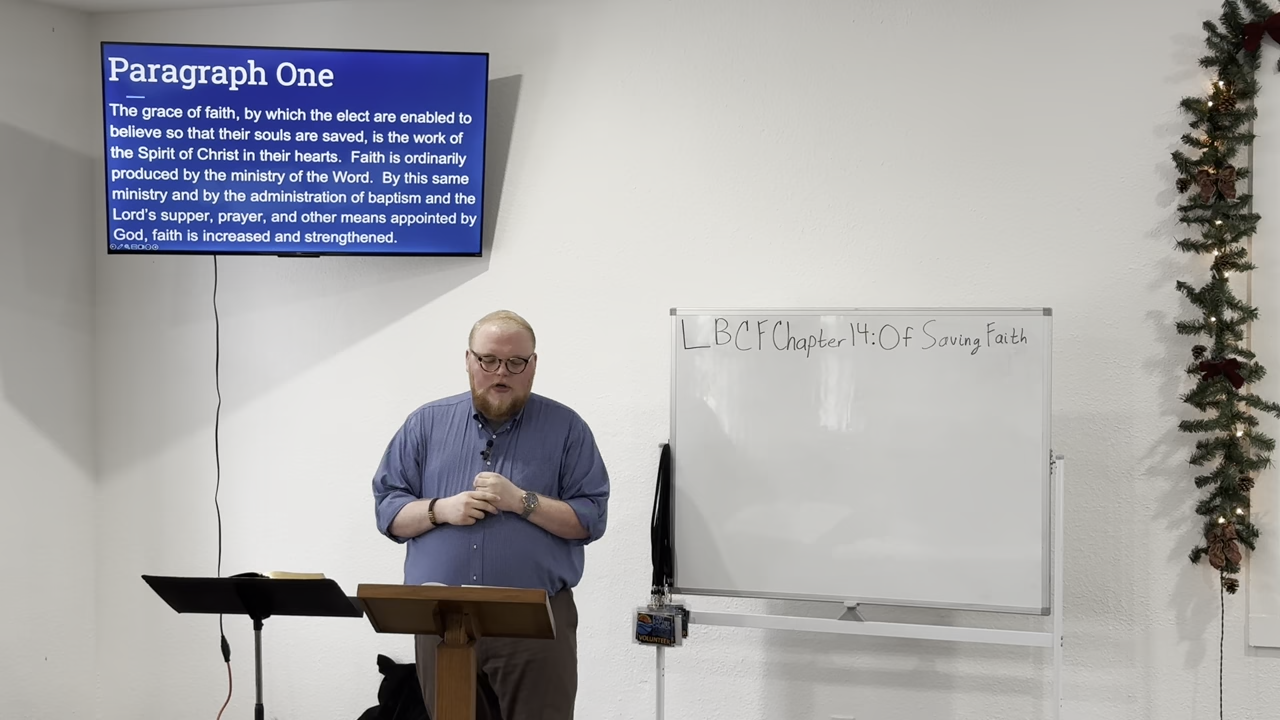 Paragraph One
The grace of faith, by which the elect are enabled to
believe so that their souls are saved, is the work of
the Spirit of Christ in their hearts.  Faith is ordinarily
produced by the ministry of the Word.  By this same
ministry and by the administration of baptism and the
Lord's supper, prayer, and other means appointed by
God, faith is increased and strengthened.
LBCF Chapter 14: Of Saving Faith
VOLUNTEER